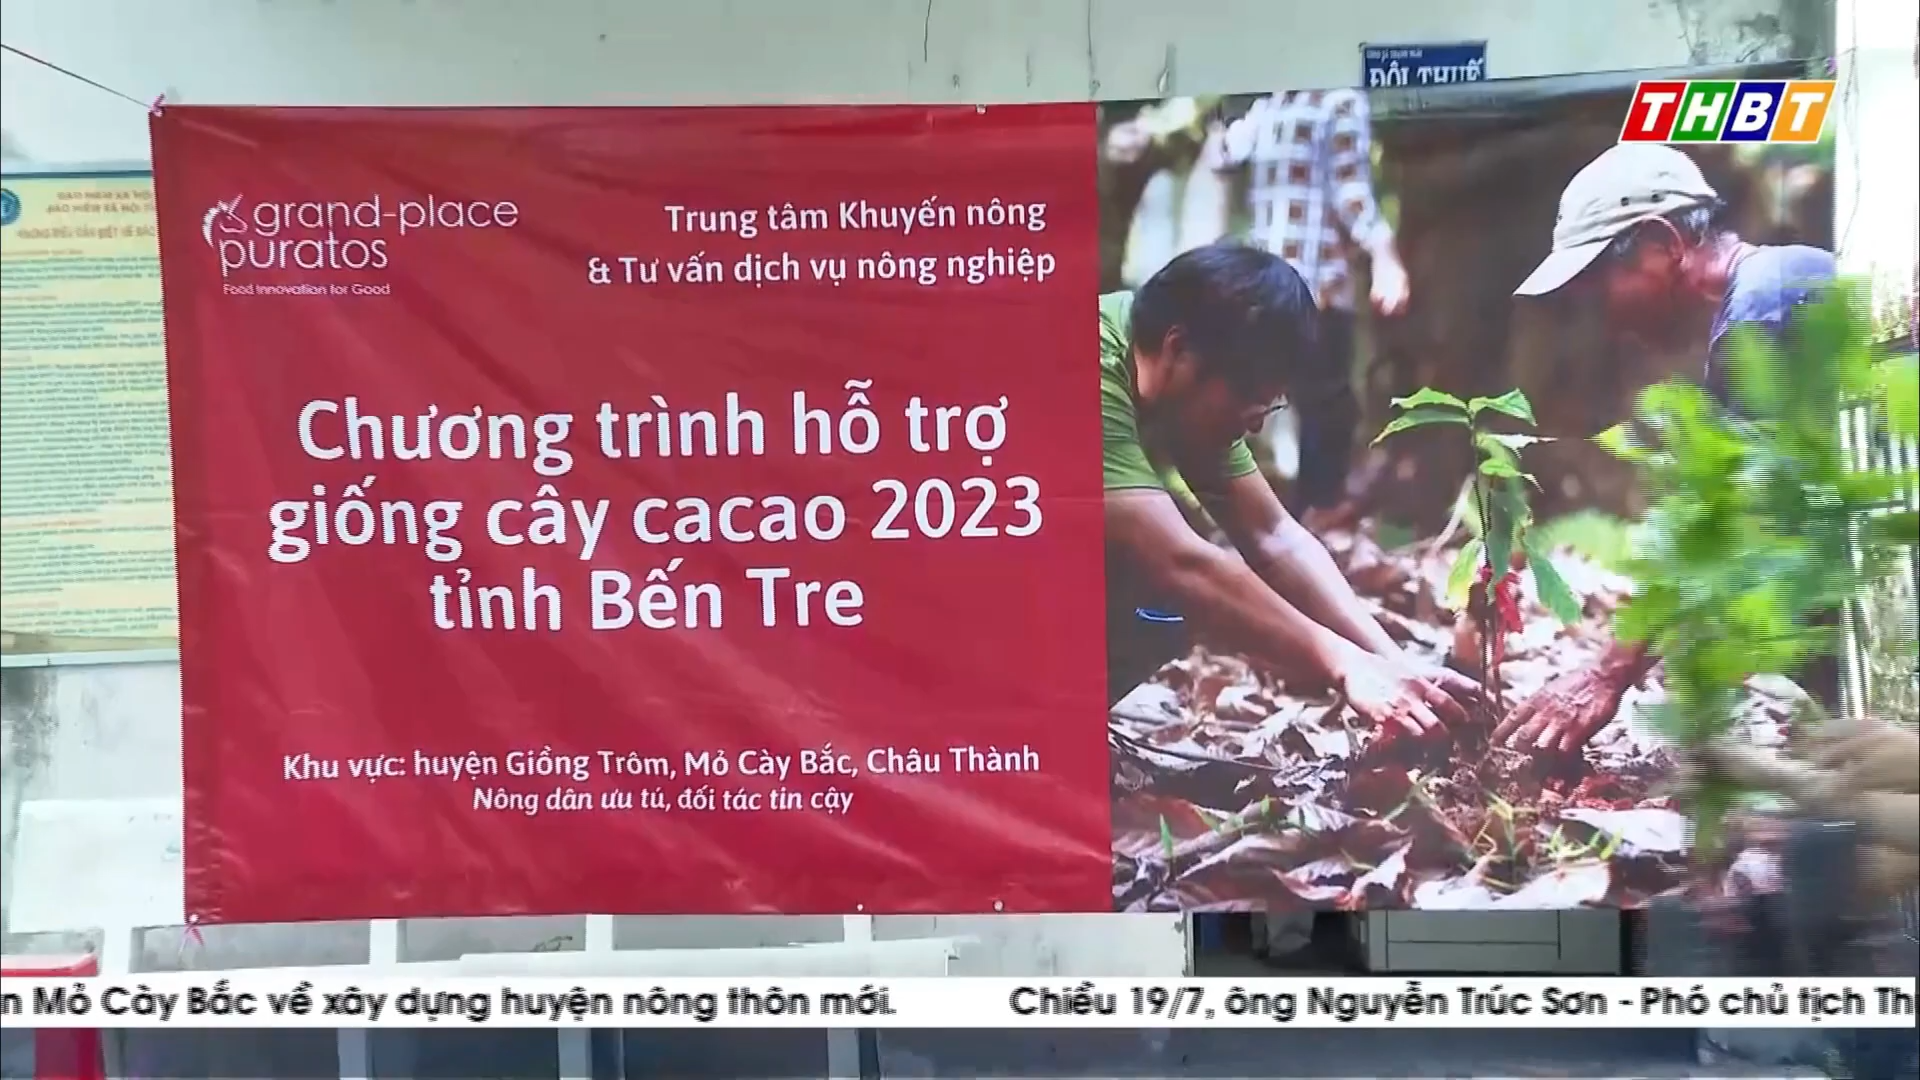 ĐỘI THUẾ
THBT
grand-place
puratos
Food Innovation for Good
Trung tâm Khuyến nông
& Tư vấn dịch vụ nông nghiệp
Chương trình hỗ trợ
giống cây cacao 2023
tỉnh Bến Tre
Khu vực: huyện Giồng Trôm, Mỏ Cày Bắc, Châu Thành
Nông dân ưu tú, đối tác tin cậy
n Mỏ Cày Bắc về xây dựng huyện nông thôn mới. Chiều 19/7, ông Nguyễn Trúc Sơn - Phó chủ tịch Th